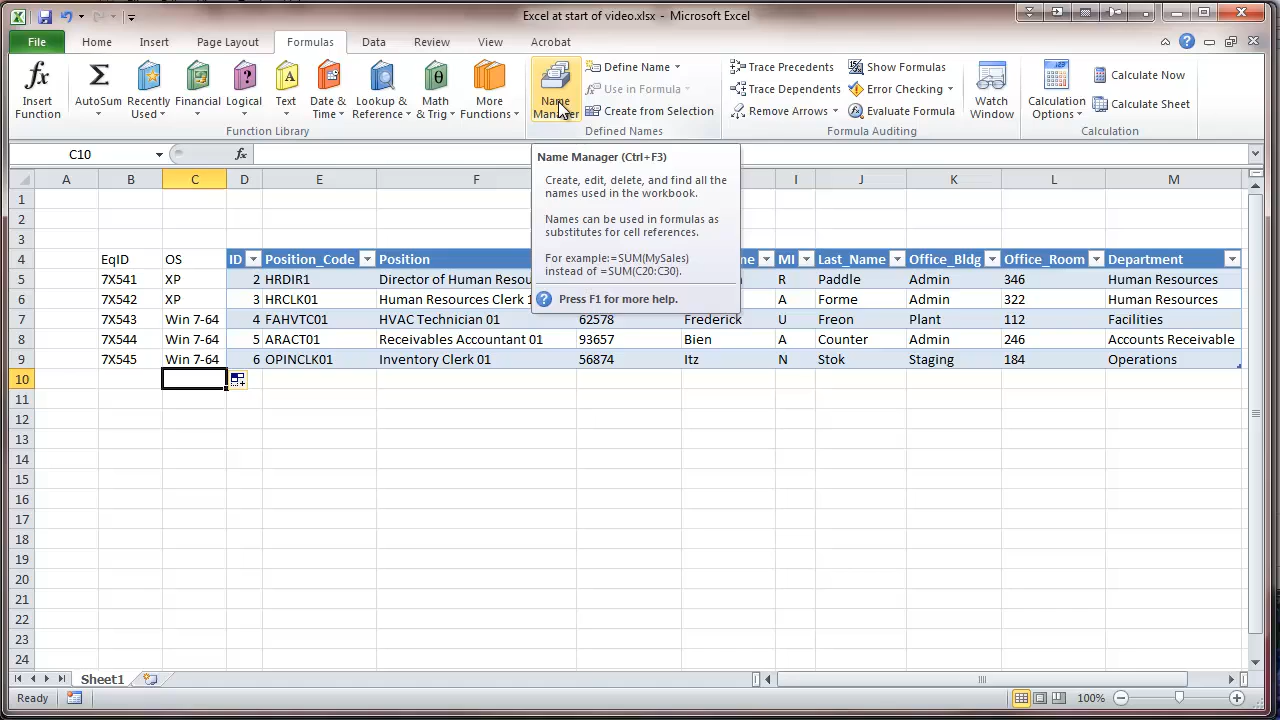 Excel at start of video.xlsx - Microsoft Excel
File Home Insert Page Layout Formulas Data Review View Acrobat
Insert Function
AutoSum
Recently Used
Financial
Logical
Text
Date & Time
Lookup & Reference
Math & Trig
More Functions
Function Library
Name Manager
Define Name
Use in Formula
Create from Selection
Defined Names
Trace Precedents
Trace Dependents
Remove Arrows
Show Formulas
Error Checking
Evaluate Formula
Formula Auditing
Watch Window
Calculation Options
Calculate Now
Calculate Sheet
Calculation
C10 fx
Name Manager (Ctrl+F3)
Create, edit, delete, and find all the
names used in the workbook.
Names can be used in formulas as
substitutes for cell references.
For example:=SUM(MySales)
instead of =SUM(C20:C30).
Press F1 for more help.
A B C D E F I J K L M
1
2
3
4 EqID OS ID Position_Code Position MI Last_Name Office_Bldg Office_Room Department
5 7X541 XP 2 HRDIR1 Director of Human Resou R Paddle Admin 346 Human Resources
6 7X542 XP 3 HRCLK01 Human Resources Clerk A Forme Admin 322 Human Resources
7 7X543 Win 7-64 4 FAHVTC01 HVAC Technician 01 62578 Frederick U Freon Plant 112 Facilities
8 7X544 Win 7-64 5 ARACT01 Receivables Accountant 01 93657 Bien A Counter Admin 246 Accounts Receivable
9 7X545 Win 7-64 6 OPINCLK01 Inventory Clerk 01 56874 Itz N Stok Staging 184 Operations
10
11
12
13
14
15
16
17
18
19
20
21
22
23
24
Sheet1
Ready 100%